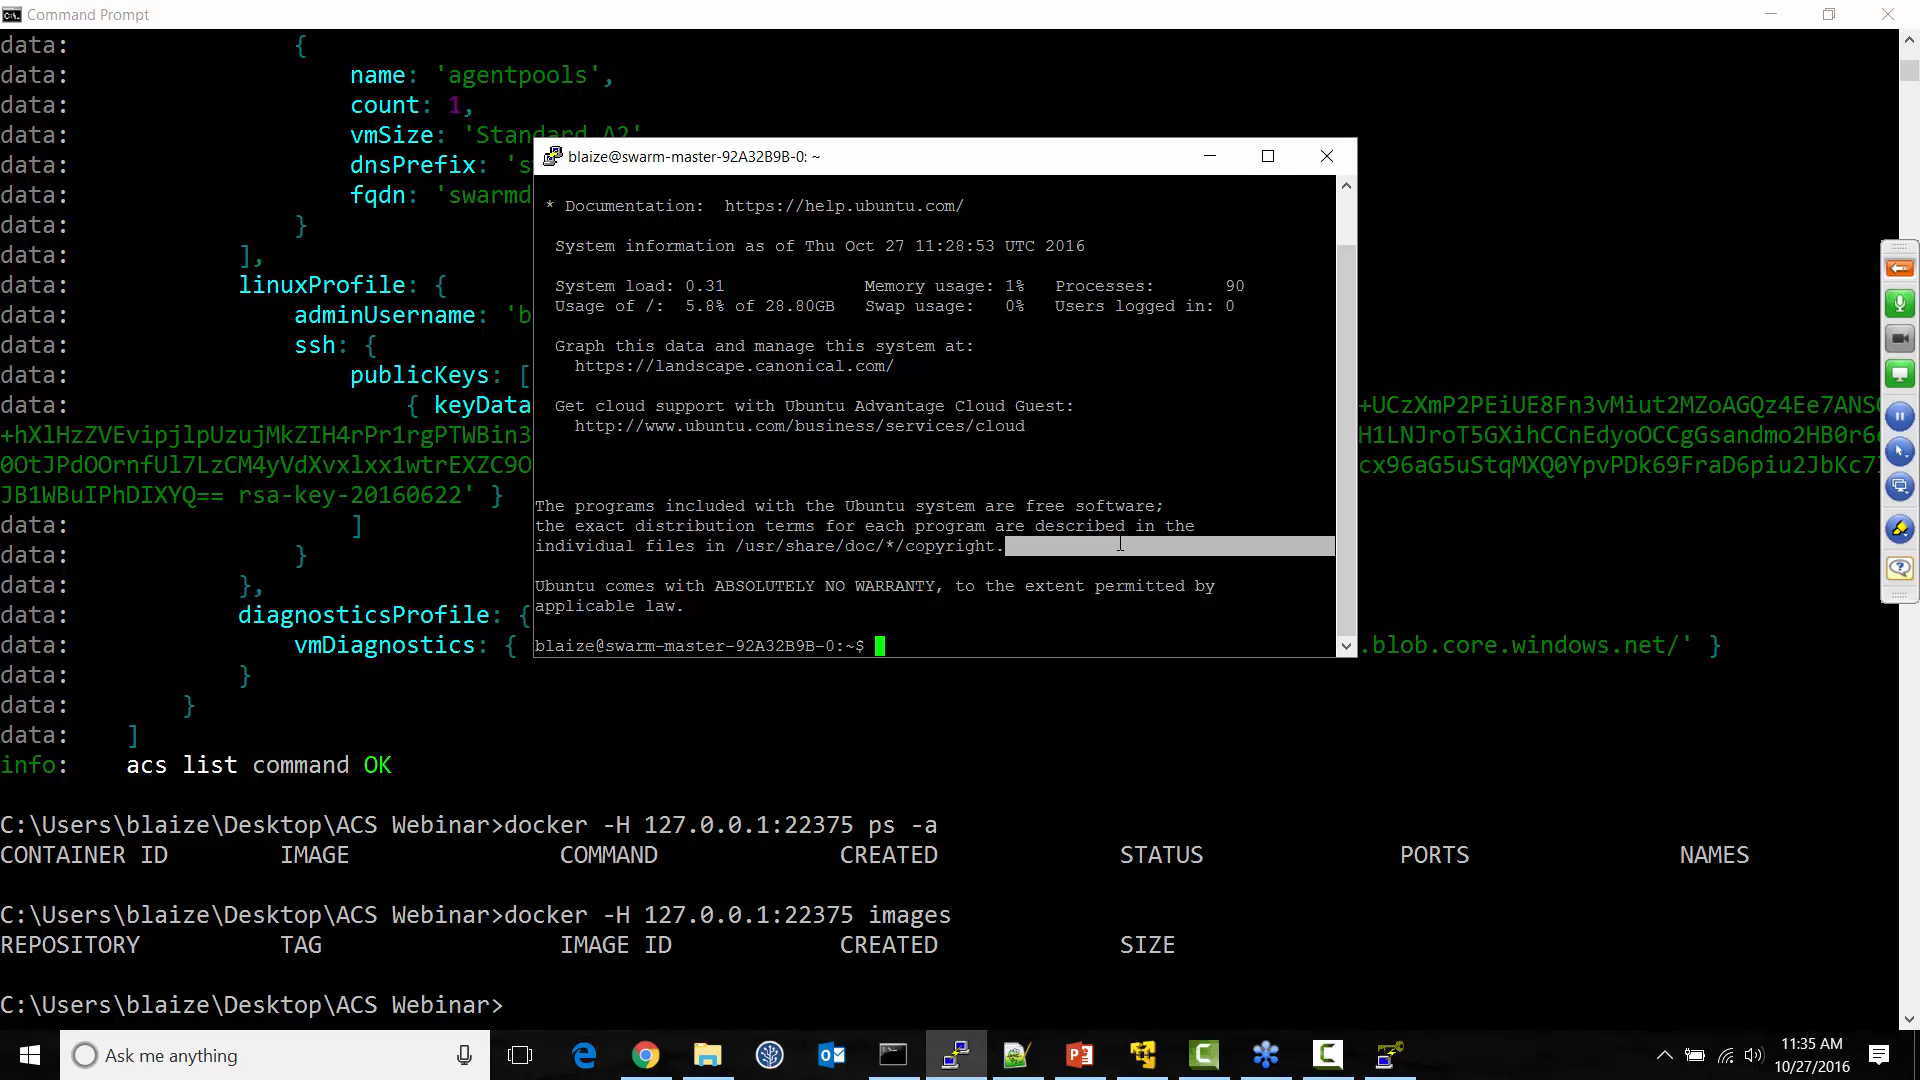 Command Prompt
data: {
data: name: 'agentpools',
data: count: 1,
data: vmSize: 'Standard_A2'
data: dnsPrefix: 's
data: fqdn: 'swarmd
data: }
data: ],
data: linuxProfile: {
data: adminUsername: 'b
data: ssh: {
data: publicKeys: [
data: { keyData +UCzXmP2PEiUE8Fn3vMiut2MZoAGQz4Ee7ANS
+hXlHzZVEvipjlpUzujMkZIH4rPr1rgPTWBin3 H1LNJroT5GXihCCnEdyoOCCgGsandmo2HB0r6
0OtJPdOOrnfUl7LzCM4yVdXvxlxx1wtrEXZC9O cx96aG5uStqMXQ0YpvPDk69FraD6piu2JbKc7
JB1WBuIPhDIXYQ== rsa-key-20160622' }
data: ]
data: }
data: },
data: diagnosticsProfile: {
data: vmDiagnostics: { .blob.core.windows.net/' }
data: }
data: }
data: ]
info: acs list command OK
C:\Users\blaize\Desktop\ACS Webinar>docker -H 127.0.0.1:22375 ps -a
CONTAINER ID IMAGE COMMAND CREATED STATUS PORTS NAMES
C:\Users\blaize\Desktop\ACS Webinar>docker -H 127.0.0.1:22375 images
REPOSITORY TAG IMAGE ID CREATED SIZE
C:\Users\blaize\Desktop\ACS Webinar>
blaize@swarm-master-92A32B9B-0: ~
* Documentation: https://help.ubuntu.com/
System information as of Thu Oct 27 11:28:53 UTC 2016
System load: 0.31 Memory usage: 1% Processes: 90
Usage of /: 5.8% of 28.80GB Swap usage: 0% Users logged in: 0
Graph this data and manage this system at:
https://landscape.canonical.com/
Get cloud support with Ubuntu Advantage Cloud Guest:
http://www.ubuntu.com/business/services/cloud
The programs included with the Ubuntu system are free software;
the exact distribution terms for each program are described in the
individual files in /usr/share/doc/*/copyright.
Ubuntu comes with ABSOLUTELY NO WARRANTY, to the extent permitted by
applicable law.
blaize@swarm-master-92A32B9B-0:~$
Ask me anything
11:35 AM
10/27/2016